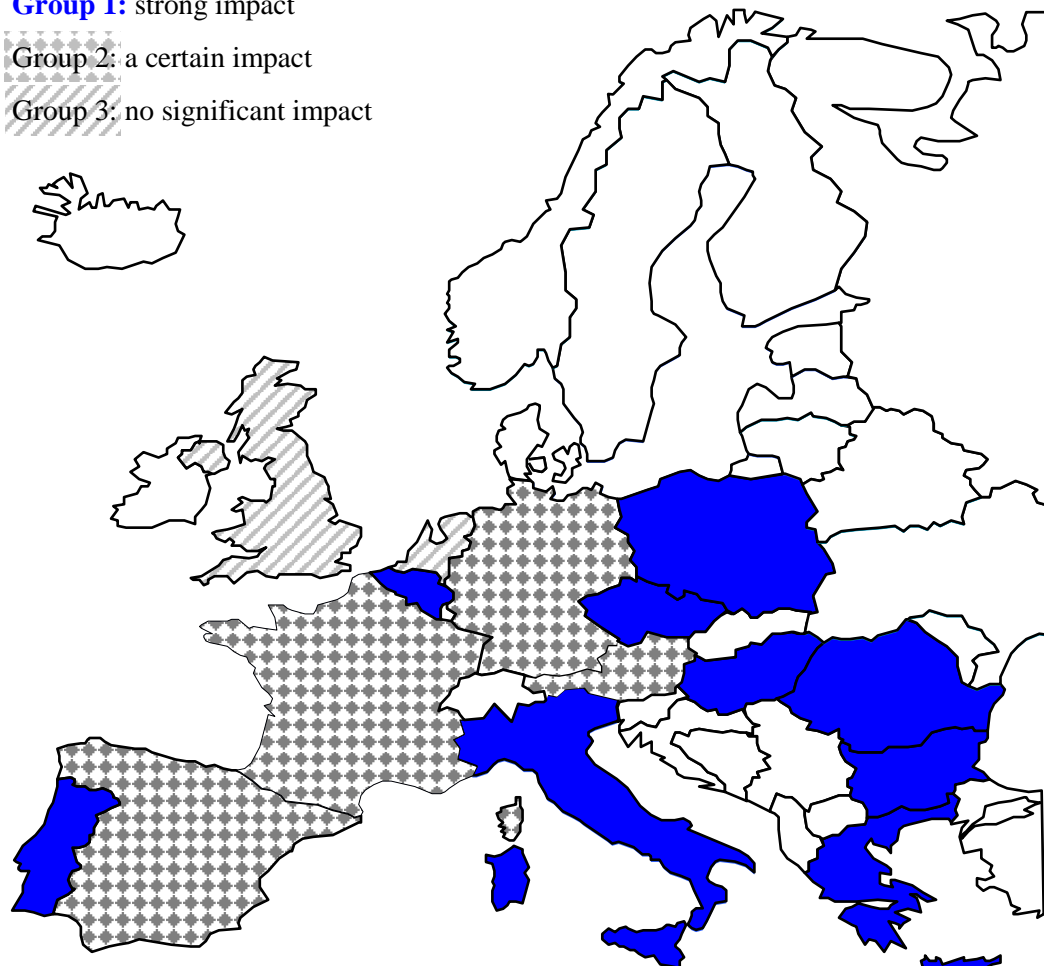 Group 1: strong impact
Group 2: a certain impact
Group 3: no significant impact